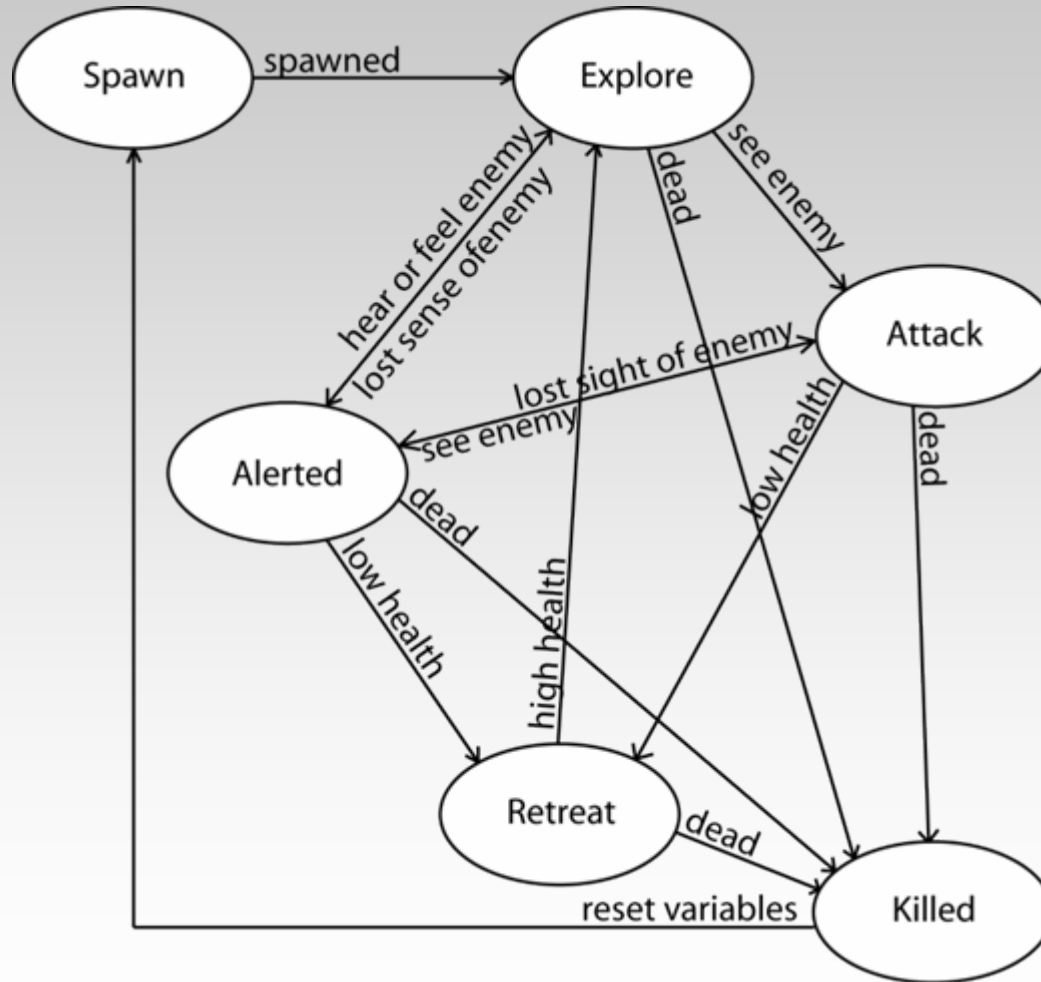 Spawn
spawned
Explore
hear or feel enemy
lost sense ofenemy
dead
see enemy
Attack
lost sight of enemy
see enemy
Alerted
low health
dead
dead
low health
high health
Retreat
dead
reset variables
Killed